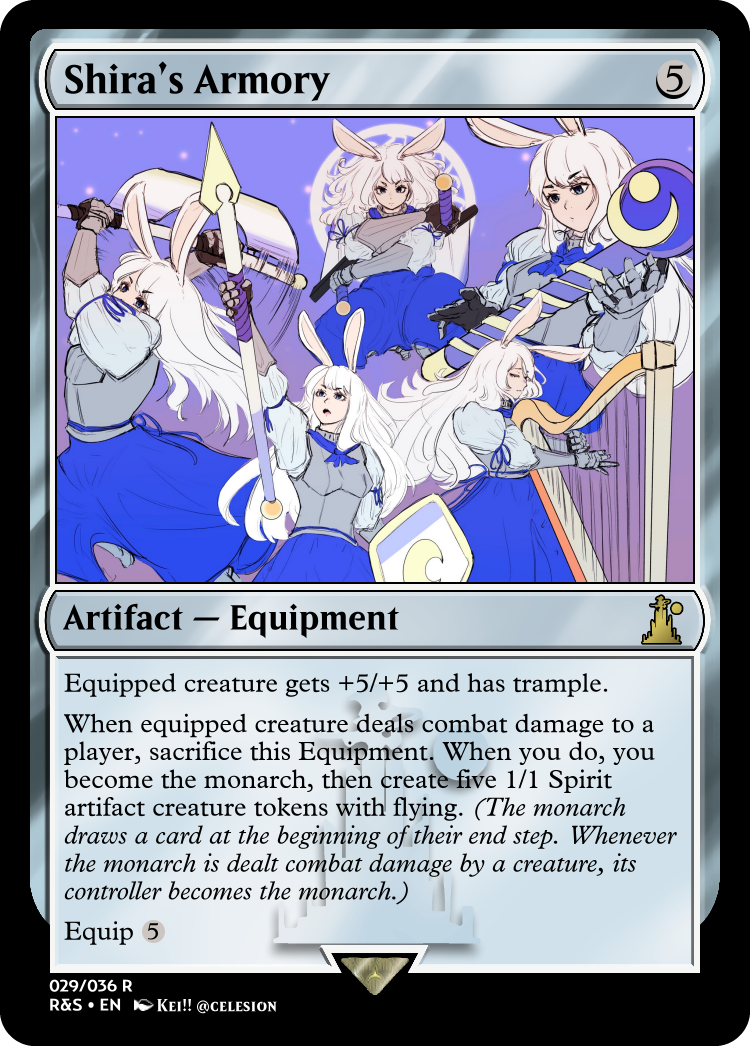 Shira's Armory
5
Artifact — Equipment
Equipped creature gets +5/+5 and has trample.
When equipped creature deals combat damage to a
player, sacrifice this Equipment. When you do, you
become the monarch, then create five 1/1 Spirit
artifact creature tokens with flying. (The monarch
draws a card at the beginning of their end step. Whenever
the monarch is dealt combat damage by a creature, its
controller becomes the monarch.)
Equip 5
029/036 R
R&S • EN Kei!! @celesion